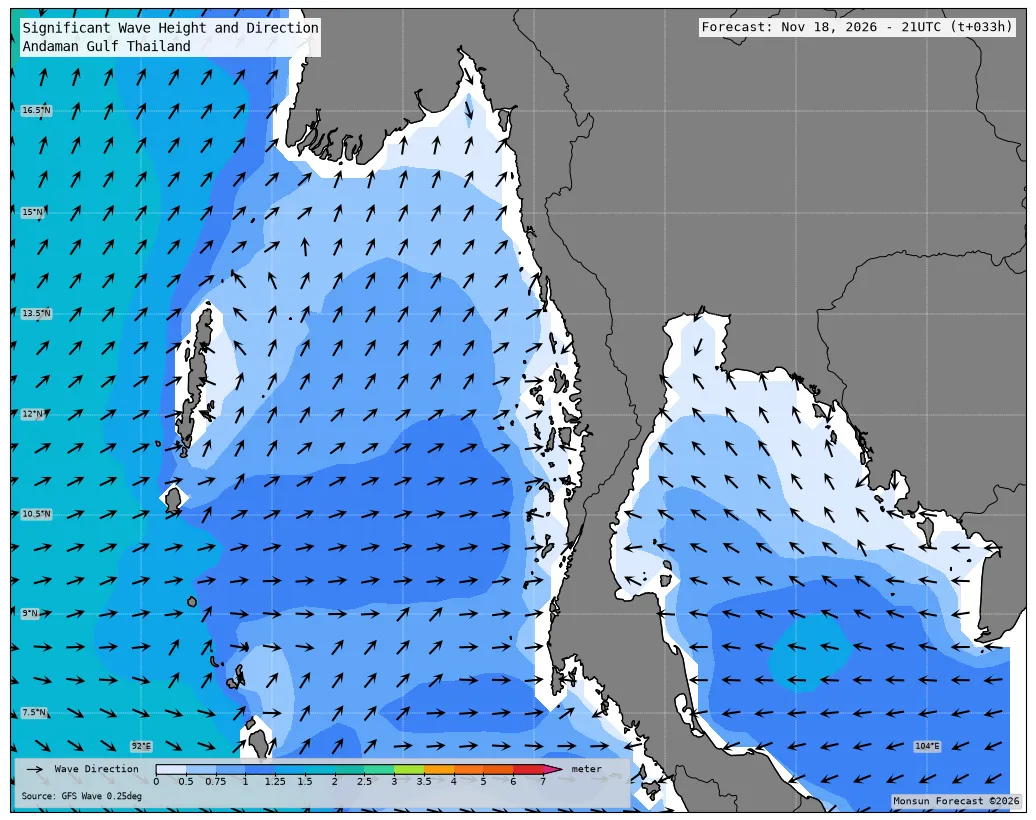 Significant Wave Height and Direction
Andaman Gulf Thailand
Forecast: Nov 18, 2026 - 21UTC (t+033h)
16.5°N
15°N
13.5°N
12°N
10.5°N
9°N
7.5°N
92°E
104°E
Wave Direction
0 0.5 0.75 1 1.25 1.5 2 2.5 3 3.5 4 5 6 7 meter
Source: GFS Wave 0.25deg
Monsun Forecast ©2026